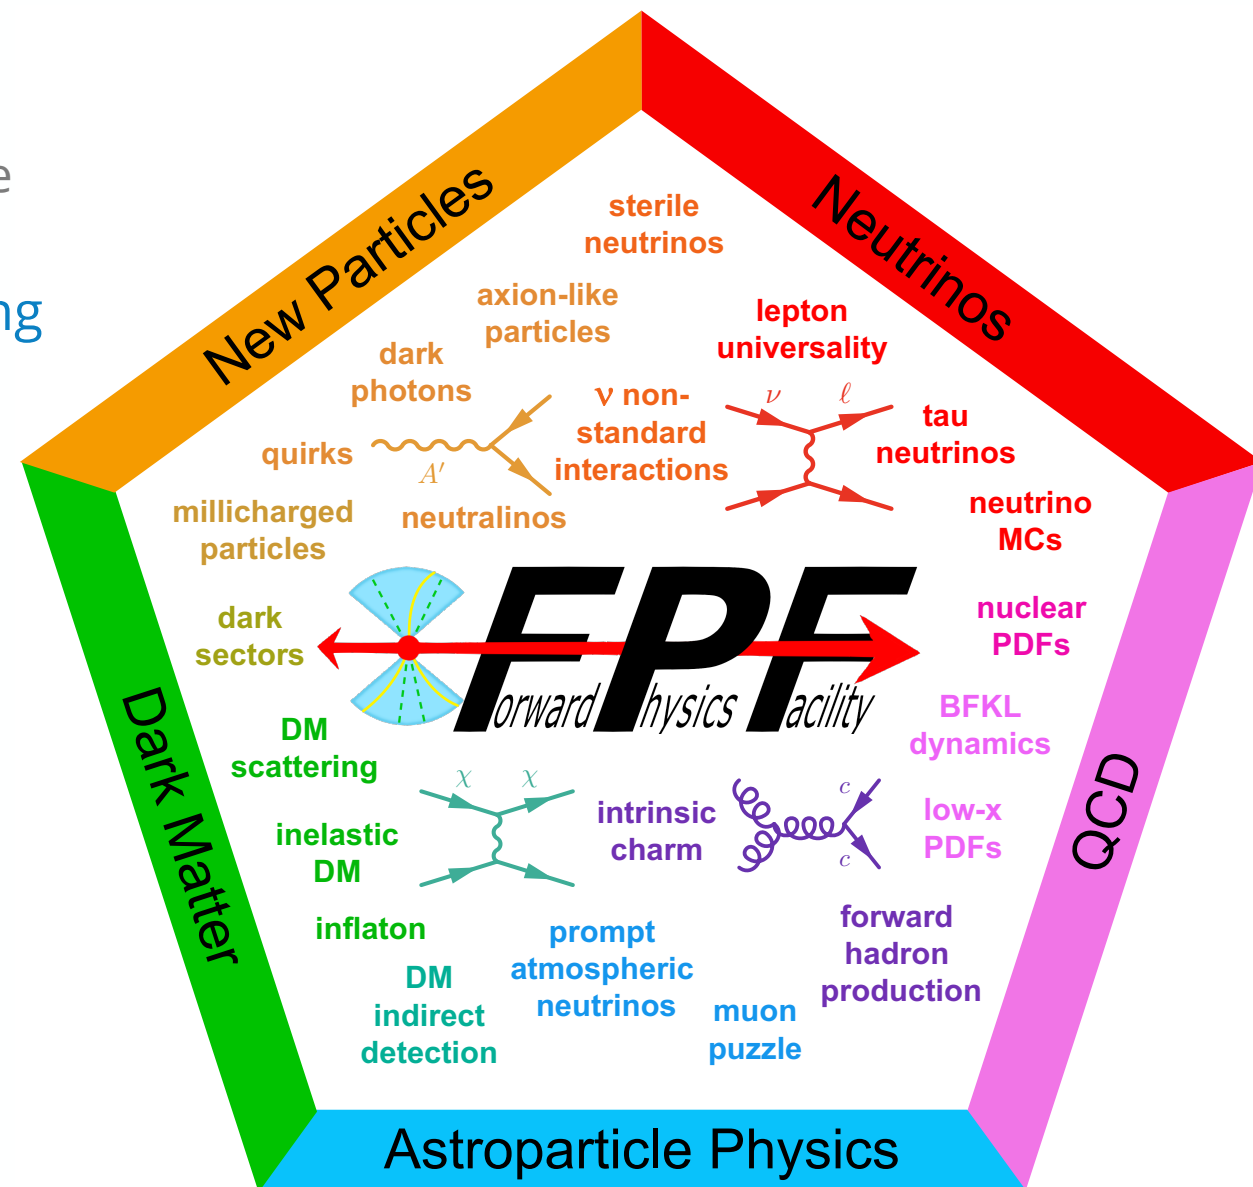 e
ng
New Particles
Neutrinos
sterile
neutrinos
axion-like
particles
lepton
universality
dark
photons
ν non-
standard
interactions
ν
ℓ
tau
neutrinos
quirks
A′
millicharged
particles
neutralinos
neutrino
MCs
dark
sectors
FPF
Forward Physics Facility
nuclear
PDFs
Dark Matter
DM
scattering
BFKL
dynamics
QCD
χ
χ
inelastic
DM
intrinsic
charm
c
c
low-x
PDFs
inflaton
DM
indirect
detection
prompt
atmospheric
neutrinos
muon
puzzle
forward
hadron
production
Astroparticle Physics